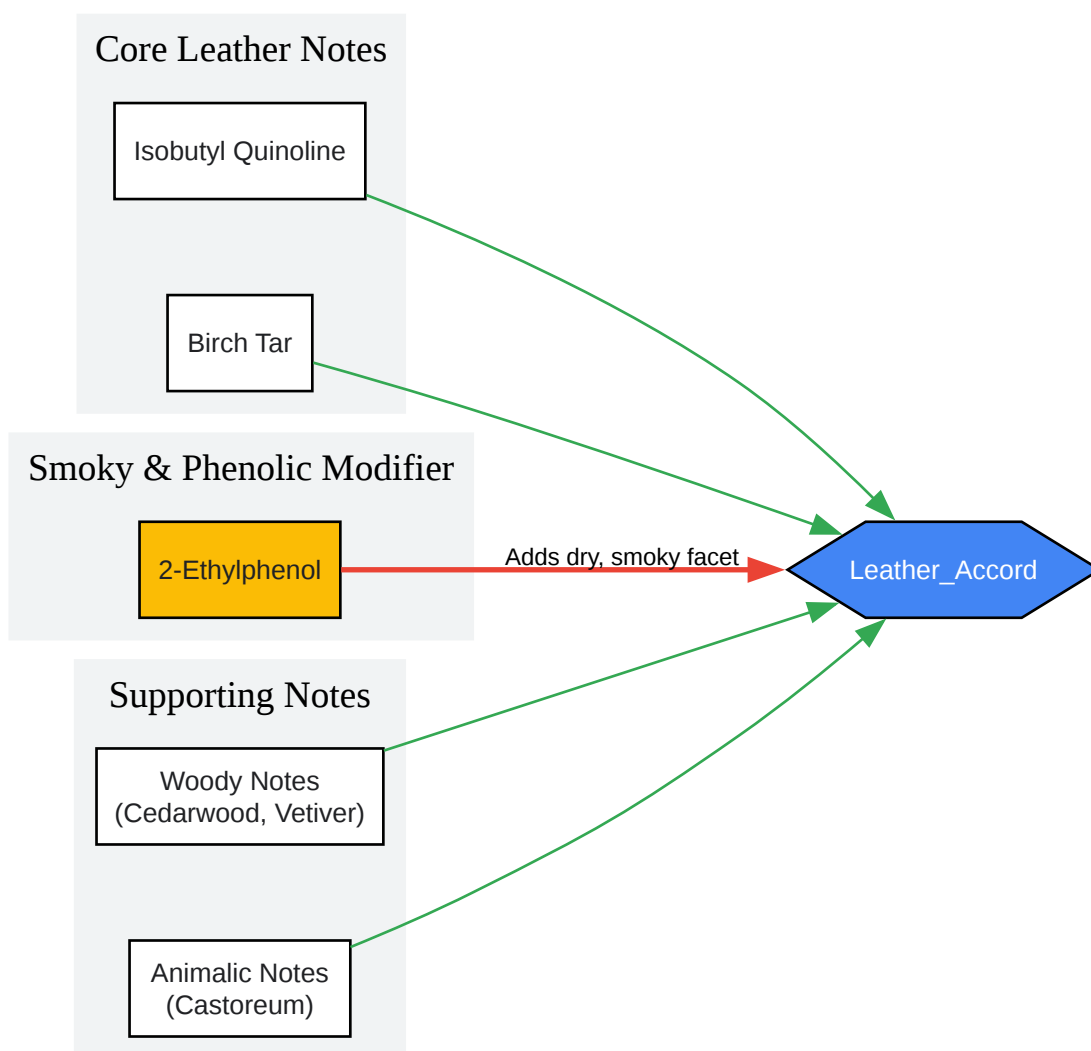 Core Leather Notes
Isobutyl Quinoline
Birch Tar
Smoky & Phenolic Modifier
2-Ethylphenol
Adds dry, smoky facet
Leather_Accord
Supporting Notes
Woody Notes
(Cedarwood, Vetiver)
Animalic Notes
(Castoreum)